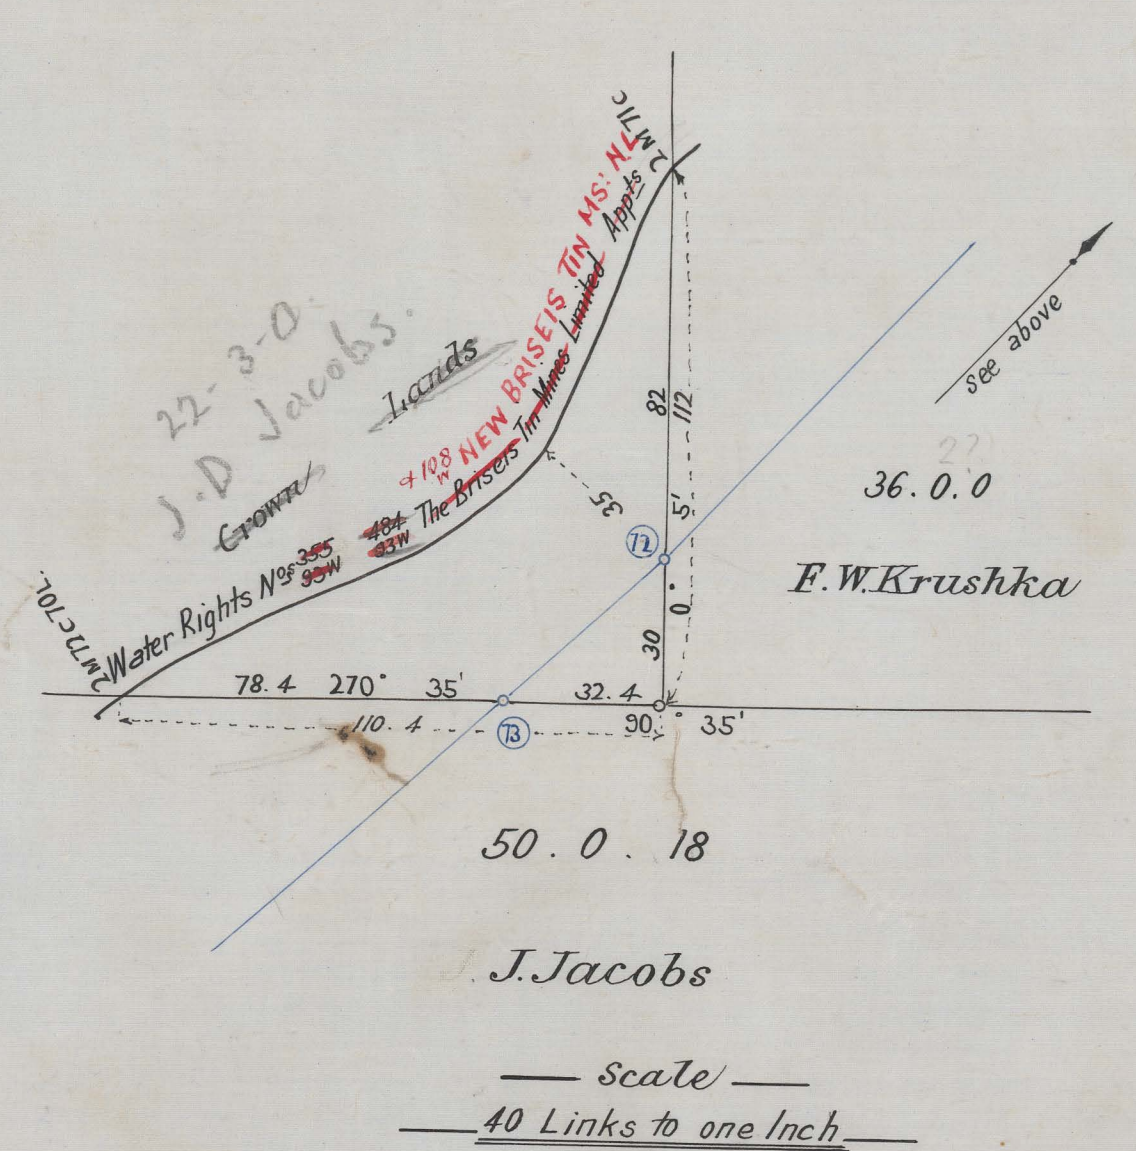 2M71C
NEW BRISEIS TIN MS: N.L
+ 108
W
Water Rights Nos 355
93W
484
93W
The Briseis Tin Mines Limited Appts
22-3-0
J.D Jacobs.
Crown Lands
2M72C70L.
82
112
5'
35
72
0°
30
see above
36.0.0
F.W.Krushka
78.4 270° 35' 32.4
110.4
73
90° 35'
50.0.18
J.Jacobs
Scale
40 Links to one Inch